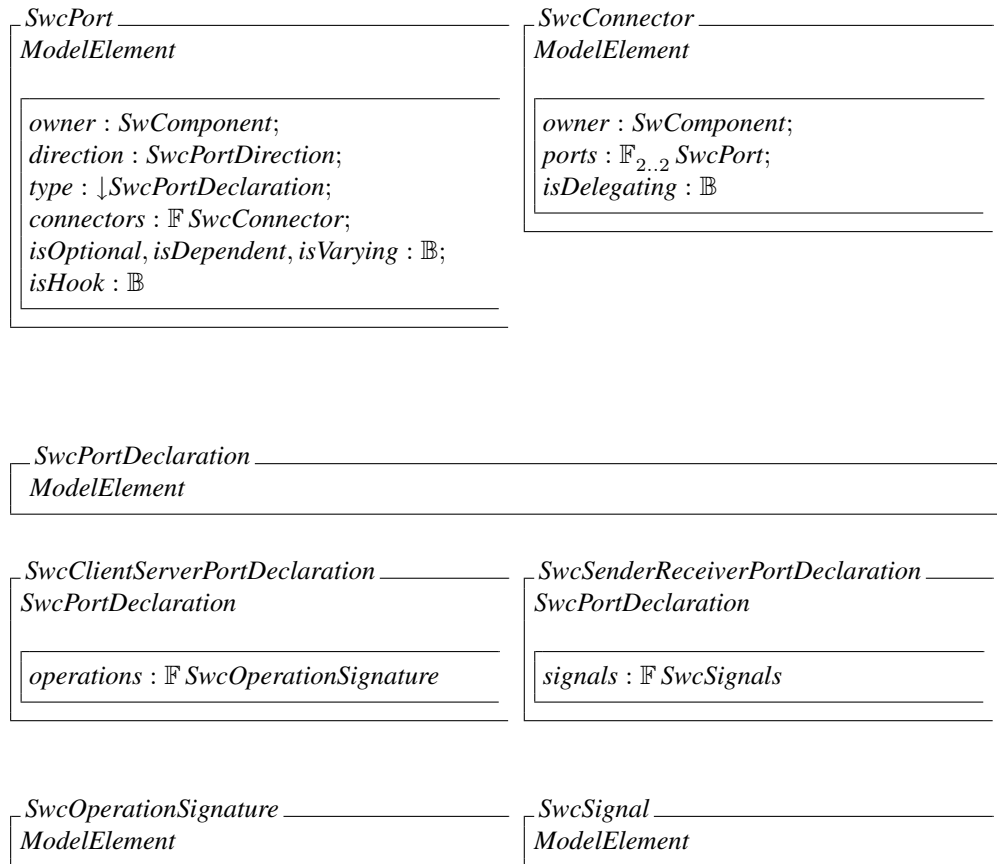 SwcPort
ModelElement
owner : SwComponent;
direction : SwcPortDirection;
type : ↓SwcPortDeclaration;
connectors : 𝔽 SwcConnector;
isOptional, isDependent, isVarying : 𝔹;
isHook : 𝔹
SwcConnector
ModelElement
owner : SwComponent;
ports : 𝔽₂..₂ SwcPort;
isDelegating : 𝔹
SwcPortDeclaration
ModelElement
SwcClientServerPortDeclaration
SwcPortDeclaration
operations : 𝔽 SwcOperationSignature
SwcSenderReceiverPortDeclaration
SwcPortDeclaration
signals : 𝔽 SwcSignals
SwcOperationSignature
ModelElement
SwcSignal
ModelElement